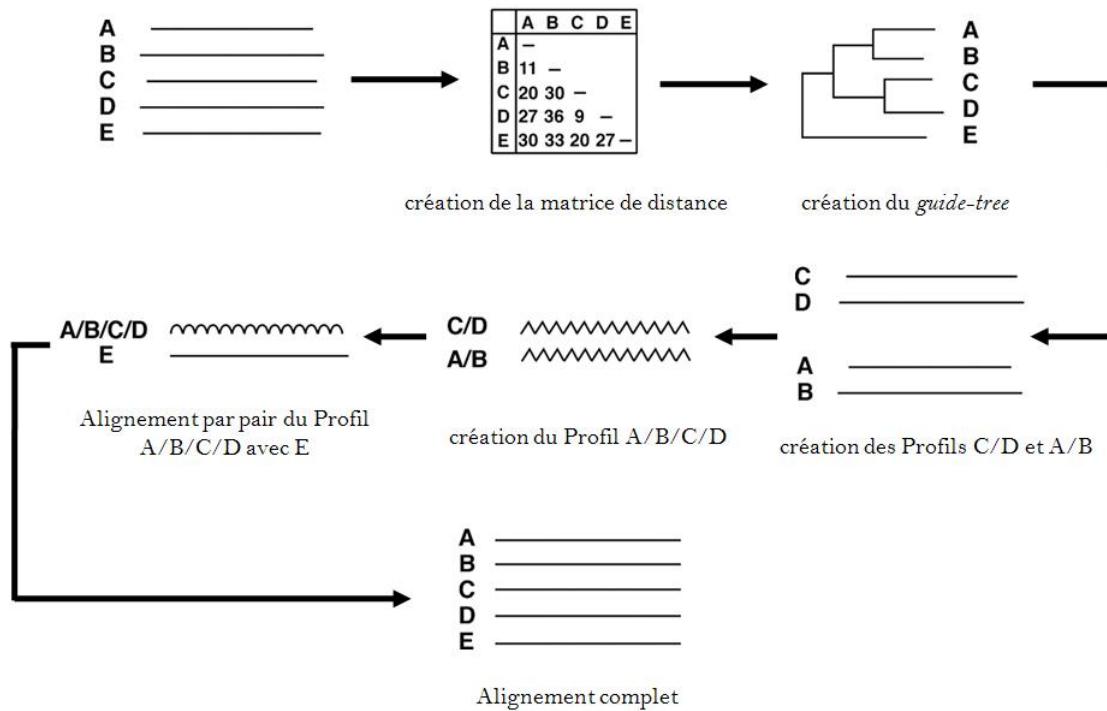 A
B
C
D
E
A B C D E
A –
B 11 –
C 20 30 –
D 27 36 9 –
E 30 33 20 27 –
création de la matrice de distance
A
B
C
D
E
création du guide-tree
C
D
A
B
création des Profils C/D et A/B
C/D
A/B
création du Profil A/B/C/D
A/B/C/D
E
Alignement par pair du Profil
A/B/C/D avec E
A
B
C
D
E
Alignement complet